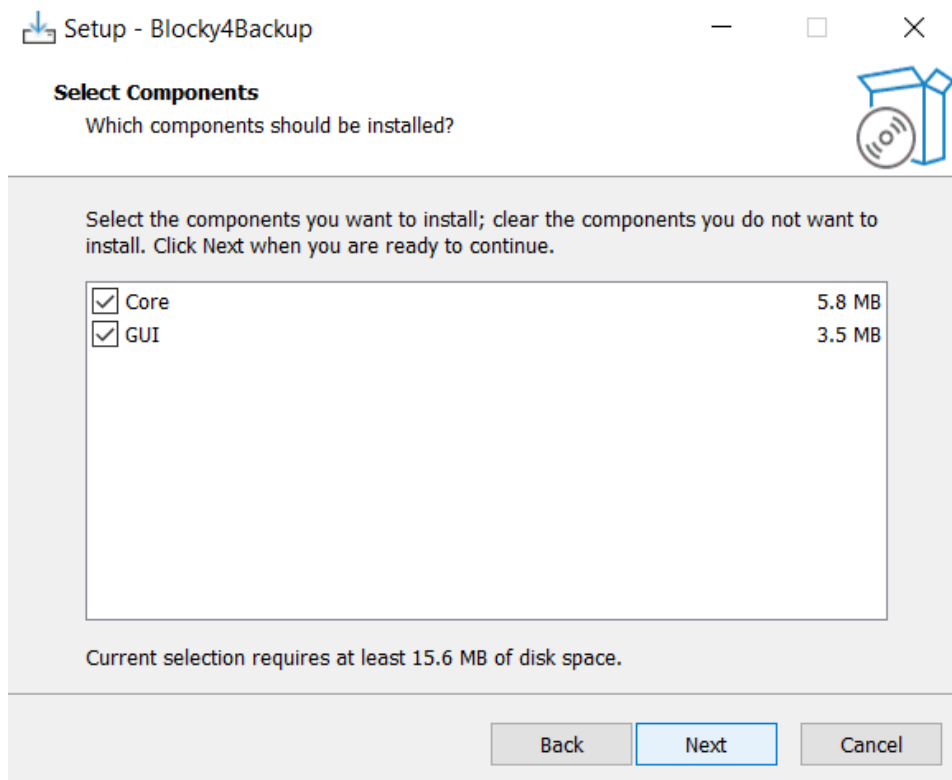 Setup - Blocky4Backup
Select Components
Which components should be installed?
Select the components you want to install; clear the components you do not want to
install. Click Next when you are ready to continue.
Core 5.8 MB
GUI 3.5 MB
Current selection requires at least 15.6 MB of disk space.
Back Next Cancel